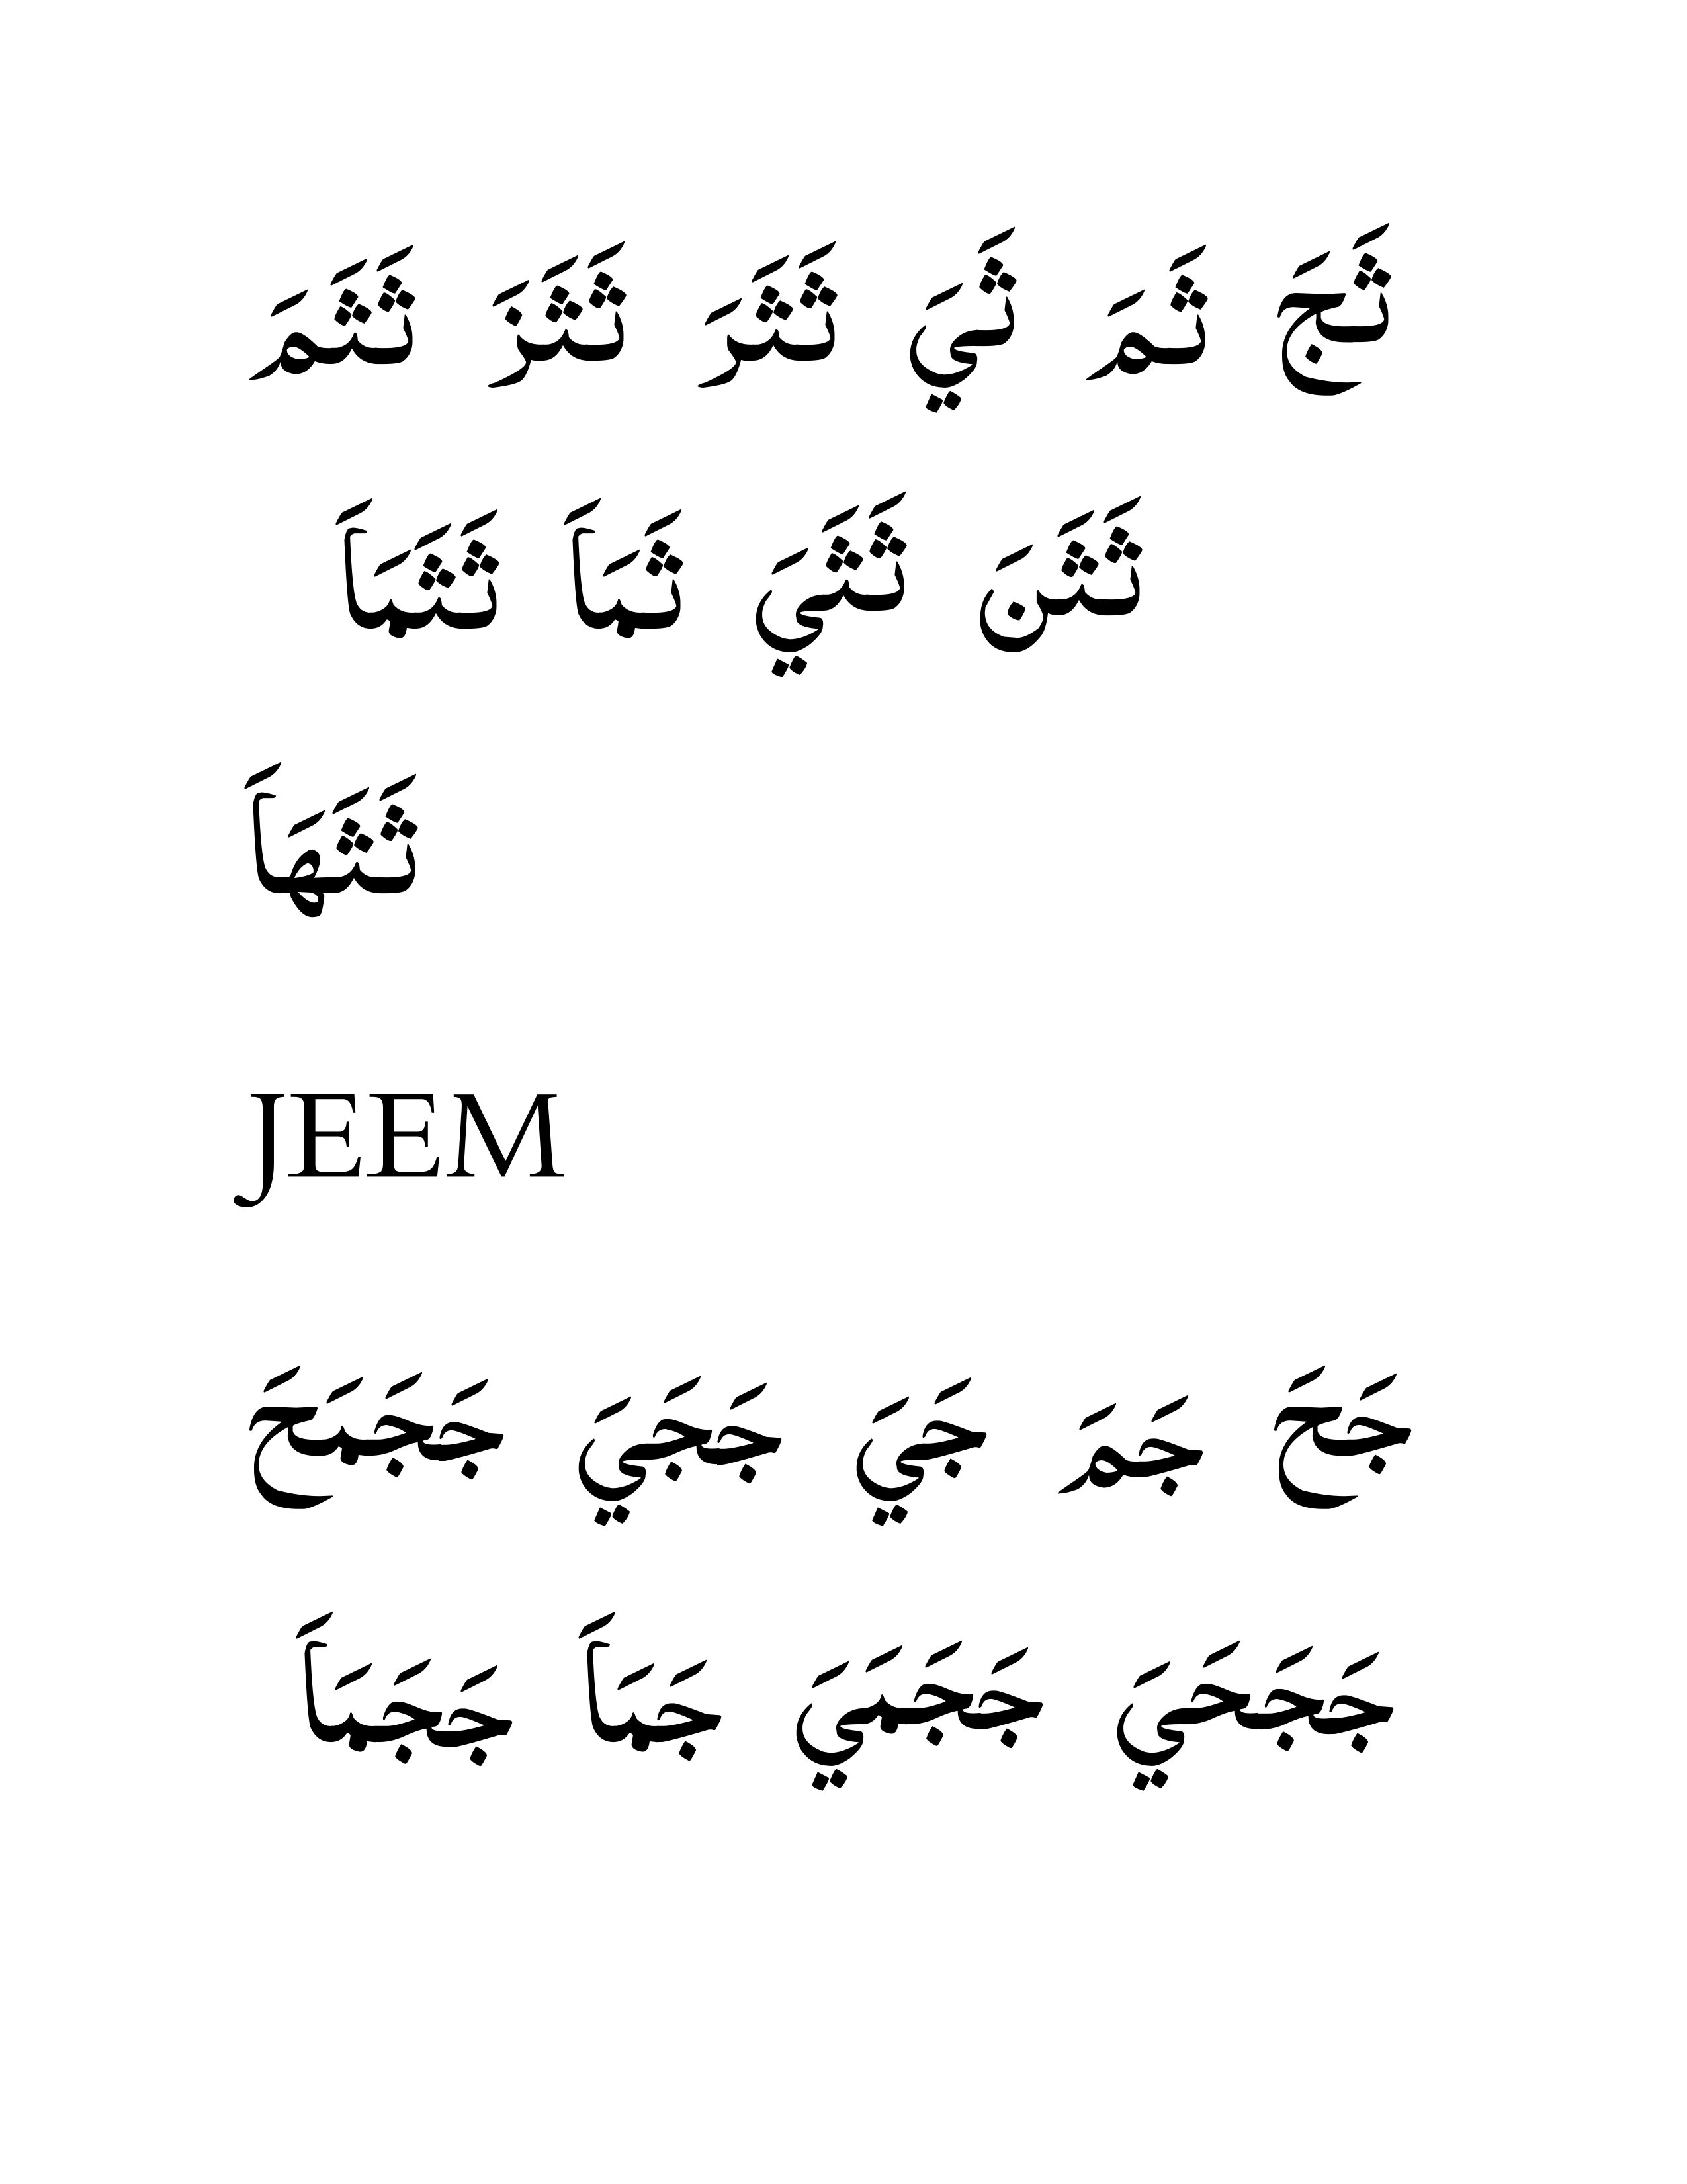 ثَجَ ثَمَ ثَيَ ثَثَرَ ثَثَزَ ثَثَمَ
ثَثَنَ ثَثَيَ ثَبَاَ ثَثَبَاَ
ثَثَهَاَ
JEEM
جَحَ جَمَ جَيَ جَجَيَ جَجَبَحَ
جَجَحَيَ جَجَبَيَ جَبَاَ جَجَبَاَ